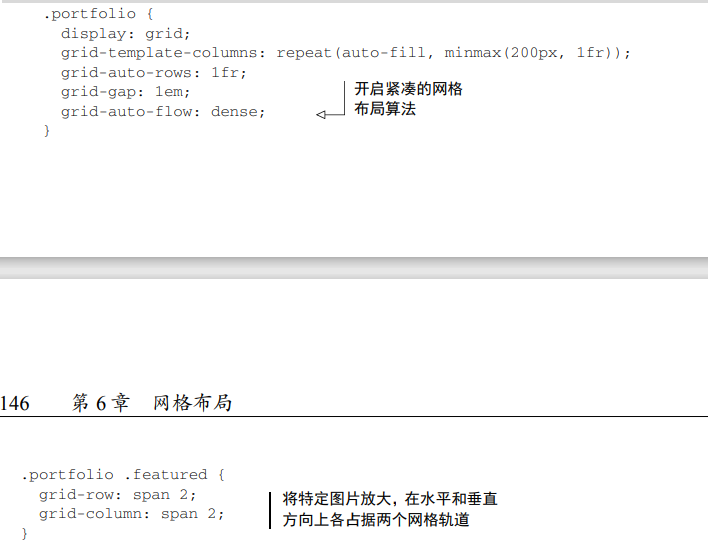 .portfolio {
display: grid;
grid-template-columns: repeat(auto-fill, minmax(200px, 1fr));
grid-auto-rows: 1fr;
grid-gap: 1em;
grid-auto-flow: dense;
}
开启紧凑的网格
布局算法
146 第 6 章 网格布局
.portfolio .featured {
grid-row: span 2;
grid-column: span 2;
}
将特定图片放大，在水平和垂直
方向上各占据两个网格轨道